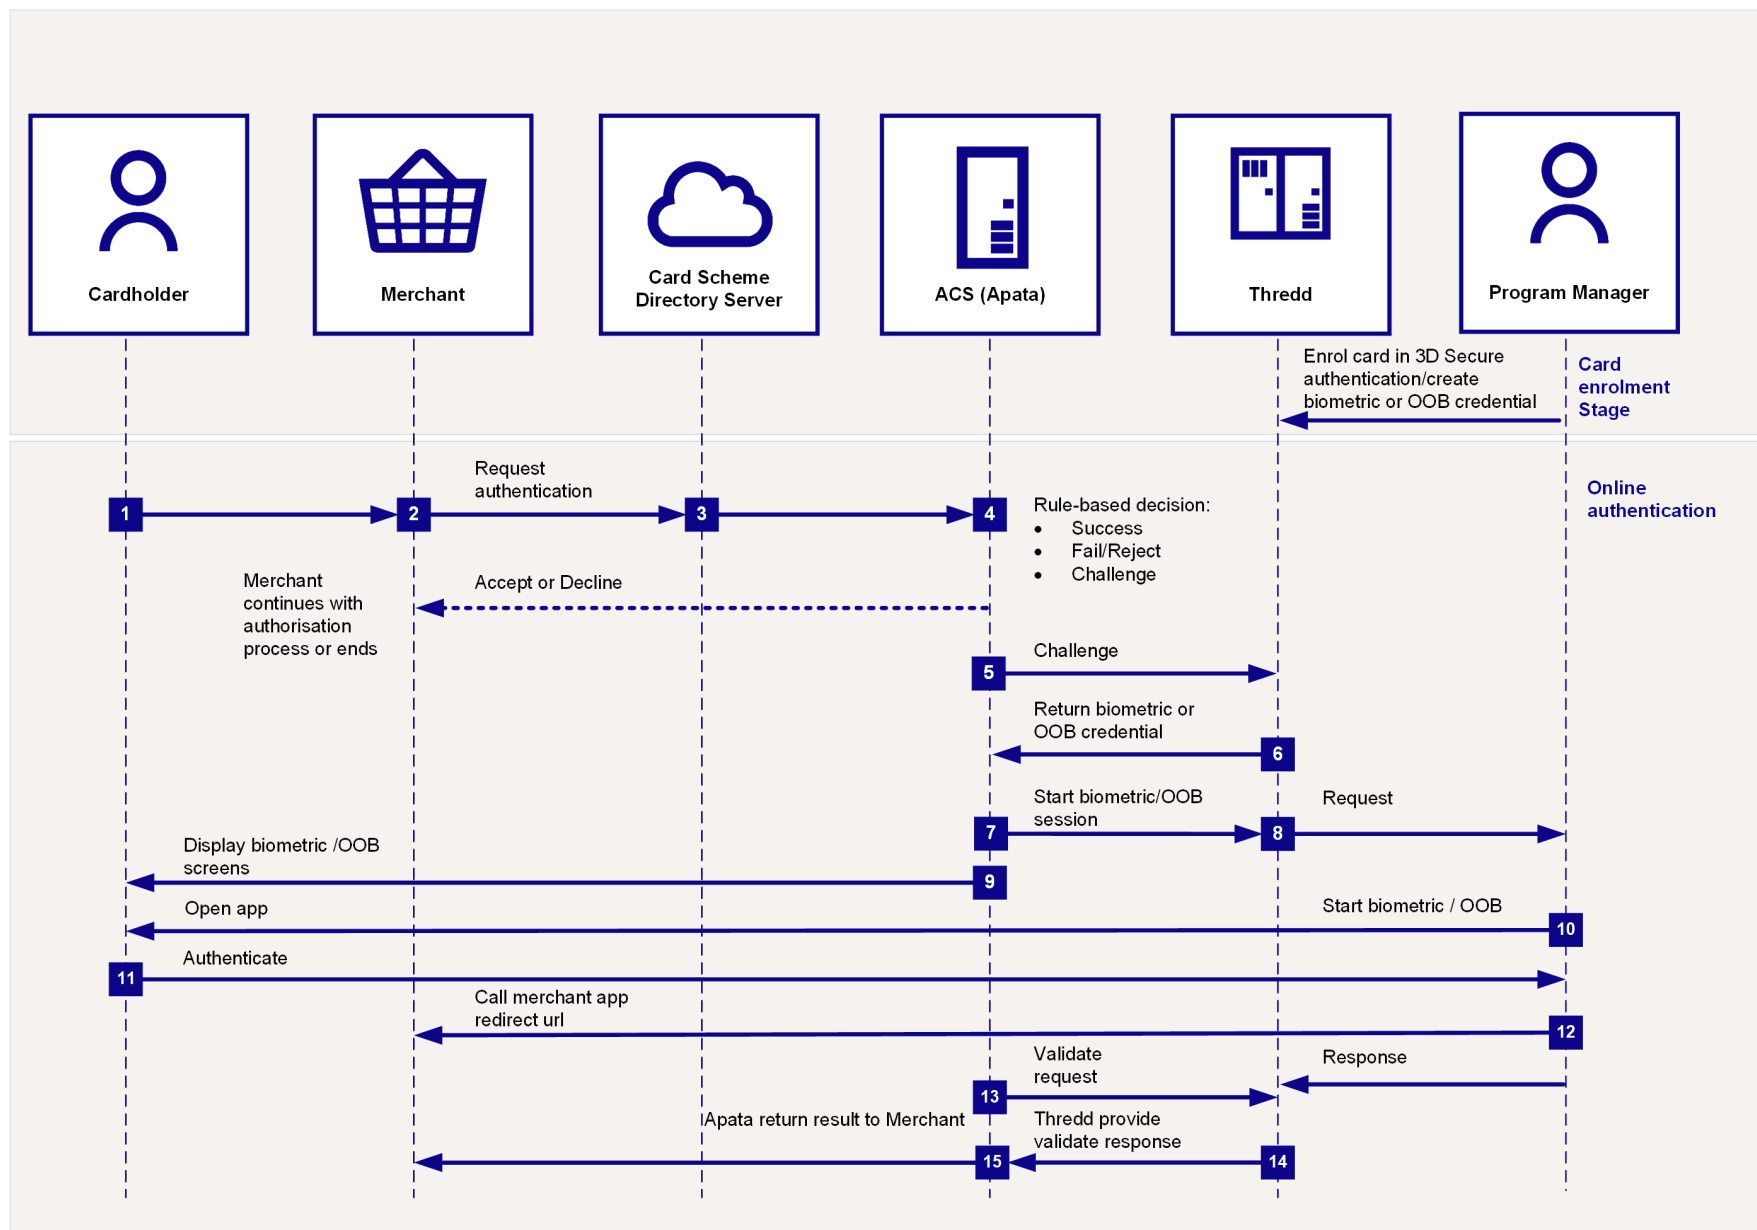 Cardholder
Merchant
Card Scheme
Directory Server
ACS (Apata)
Thredd
Program Manager
Enrol card in 3D Secure
authentication/create
biometric or OOB credential
Card
enrolment
Stage
Online
authentication
Request
authentication
1
2
3
4
Rule-based decision:
• Success
• Fail/Reject
• Challenge
Merchant
continues with
authorisation
process or ends
Accept or Decline
Challenge
5
Return biometric or
OOB credential
6
Start biometric/OOB
session
Request
7
8
Display biometric /OOB
screens
9
Open app
Start biometric / OOB
10
Authenticate
11
Call merchant app
redirect url
12
Validate
request
Response
13
Apata return result to Merchant
Thredd provide
validate response
15
14